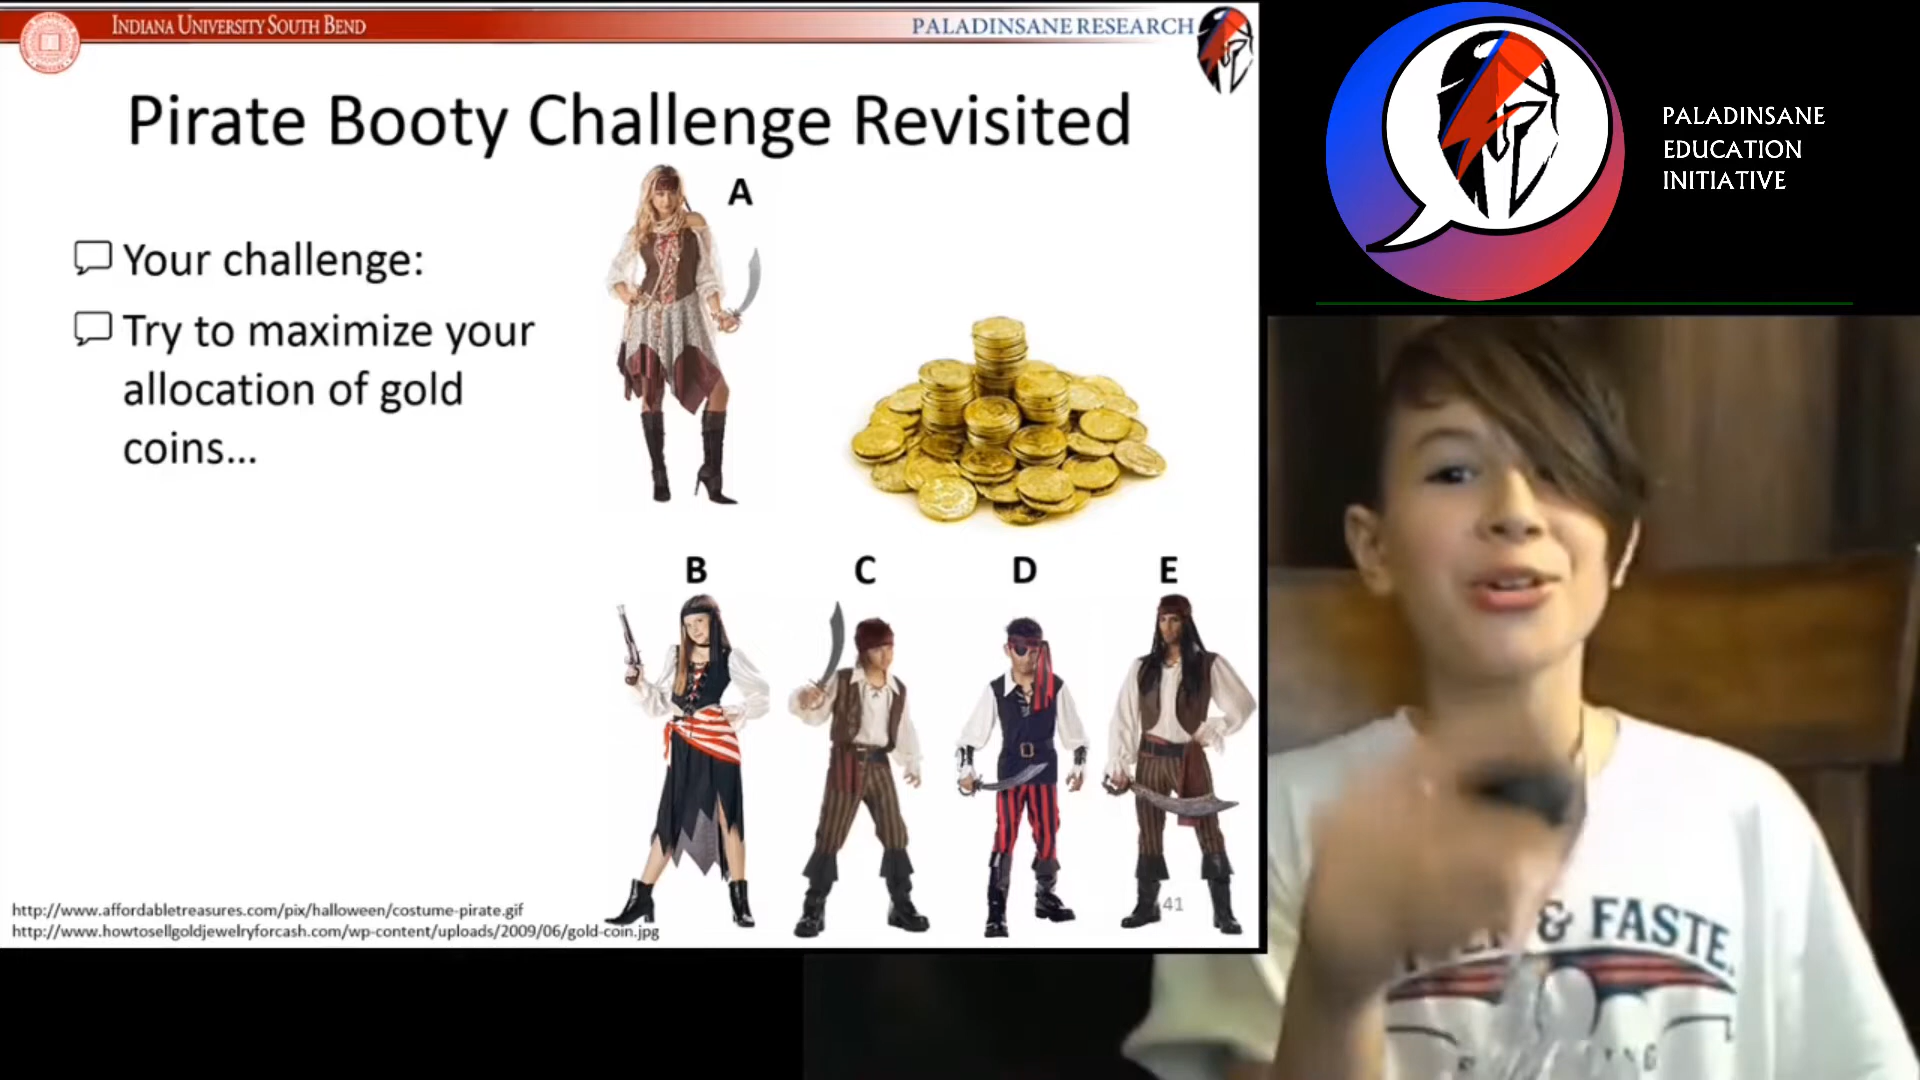 INDIANA UNIVERSITY SOUTH BEND
PALADINSANE RESEARCH
Pirate Booty Challenge Revisited
A
Your challenge:
Try to maximize your
allocation of gold
coins...
B C D E
http://www.affordabletreasures.com/pix/halloween/costume-pirate.gif
http://www.howtosellgoldjewelryforcash.com/wp-content/uploads/2009/06/gold-coin.jpg
41
PALADINSANE
EDUCATION
INITIATIVE
& FASTE